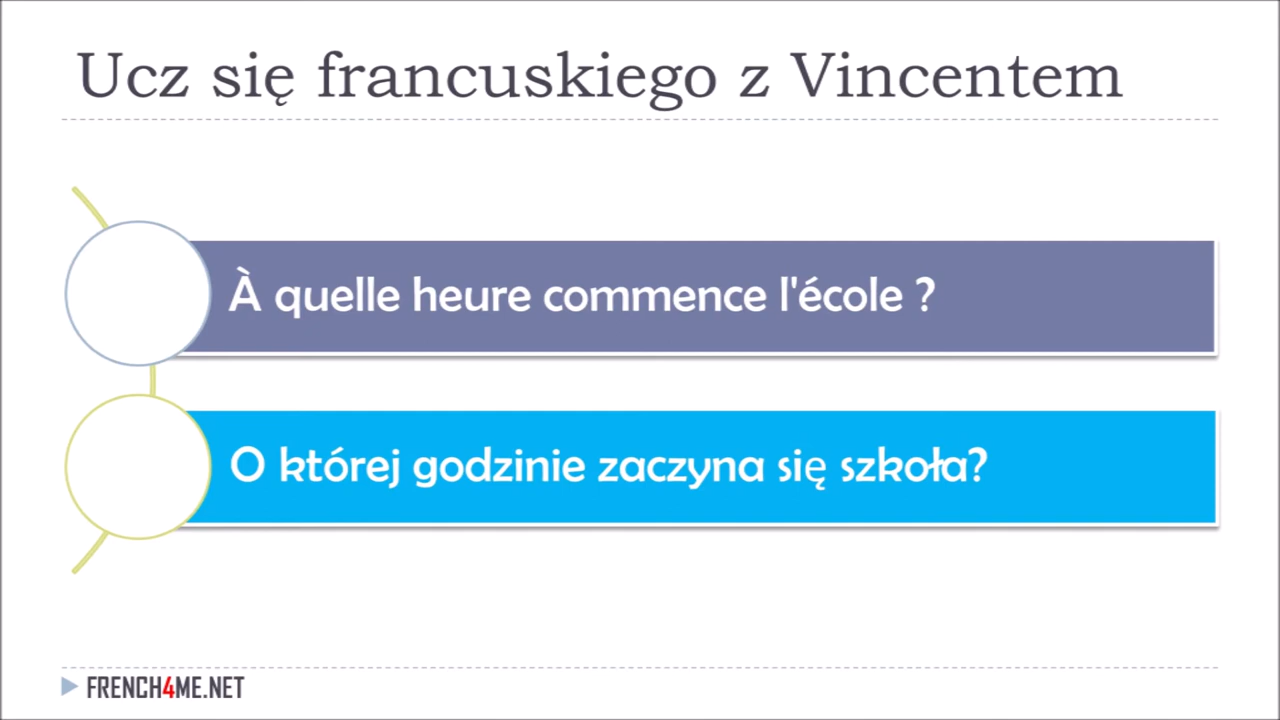 Ucz się francuskiego z Vincentem
À quelle heure commence l'école ?
O której godzinie zaczyna się szkoła?
FRENCH4ME.NET